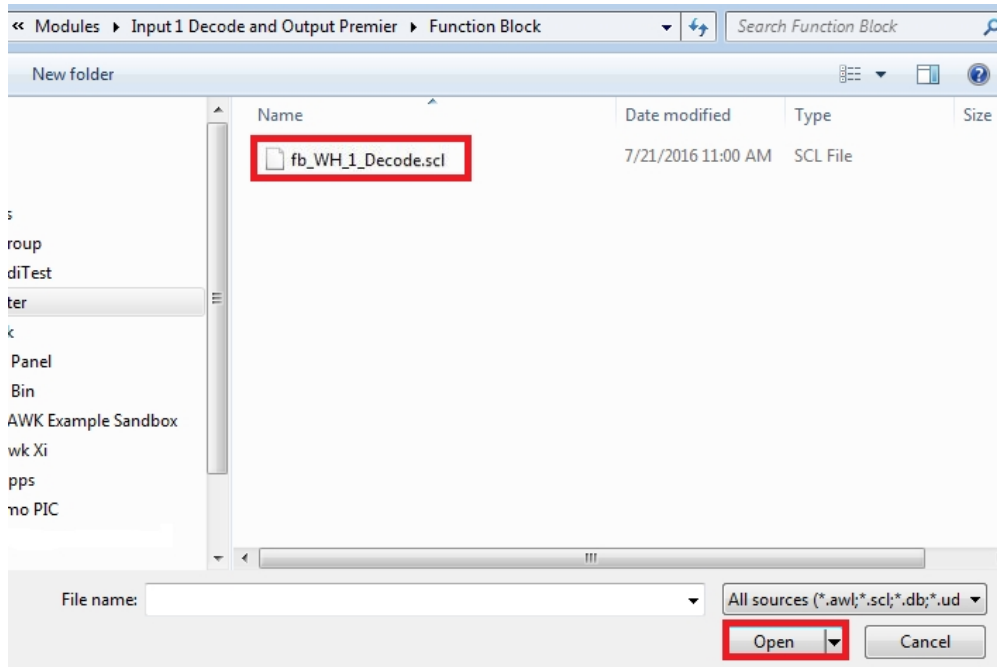 « Modules ▸ Input 1 Decode and Output Premier ▸ Function Block
Search Function Block
New folder
Name Date modified Type Size
fb_WH_1_Decode.scl 7/21/2016 11:00 AM SCL File
s
roup
diTest
ter
k
Panel
Bin
AWK Example Sandbox
wk Xi
pps
mo PIC
File name:
All sources (*.awl;*.scl;*.db;*.ud
Open Cancel